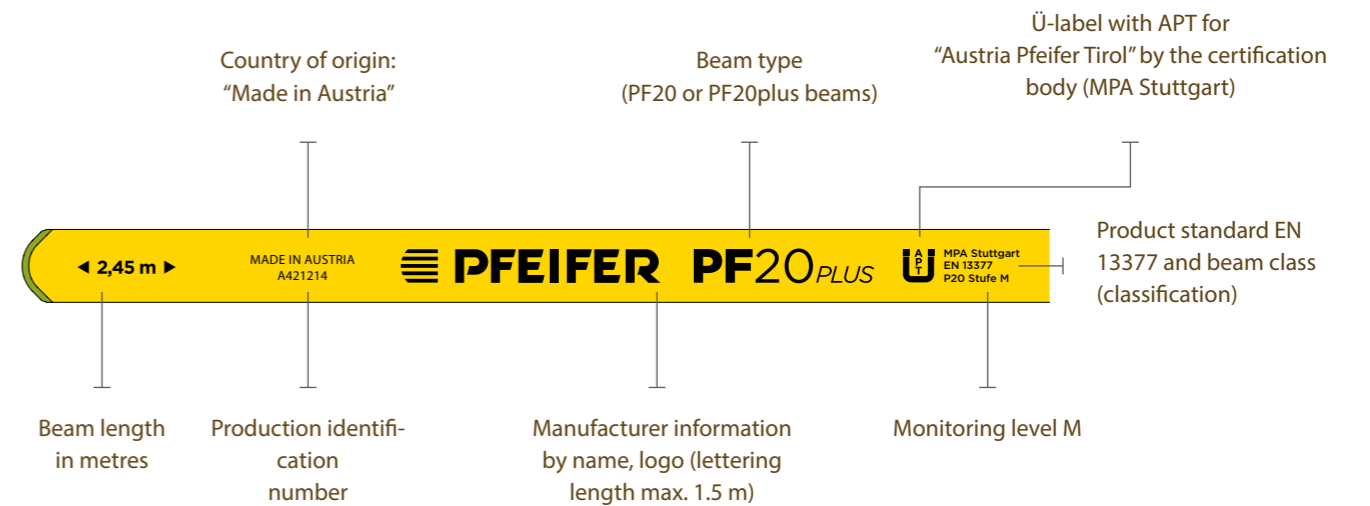 Country of origin:
“Made in Austria”
Beam type
(PF20 or PF20plus beams)
Ü-label with APT for
“Austria Pfeifer Tirol” by the certification
body (MPA Stuttgart)
◄ 2,45 m ►
MADE IN AUSTRIA
A421214
PFEIFER
PF20PLUS
APT
Ü
MPA Stuttgart
EN 13377
P20 Stufe M
Product standard EN
13377 and beam class
(classification)
Beam length
in metres
Production identifi-
cation
number
Manufacturer information
by name, logo (lettering
length max. 1.5 m)
Monitoring level M